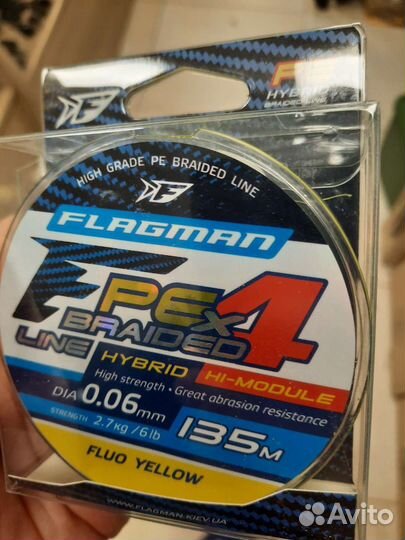 PE
HYBRID
BRAIDED LINE
HIGH GRADE PE BRAIDED LINE
FLAGMAN
F PEx4
BRAIDED
LINE
HYBRID HI-MODULE
High strength • Great abrasion resistance
DIA 0.06mm
135M
STRENGTH 2.7kg/6lb
FLUO YELLOW
WWW.FLAGMAN.KIEV.UA
Avito